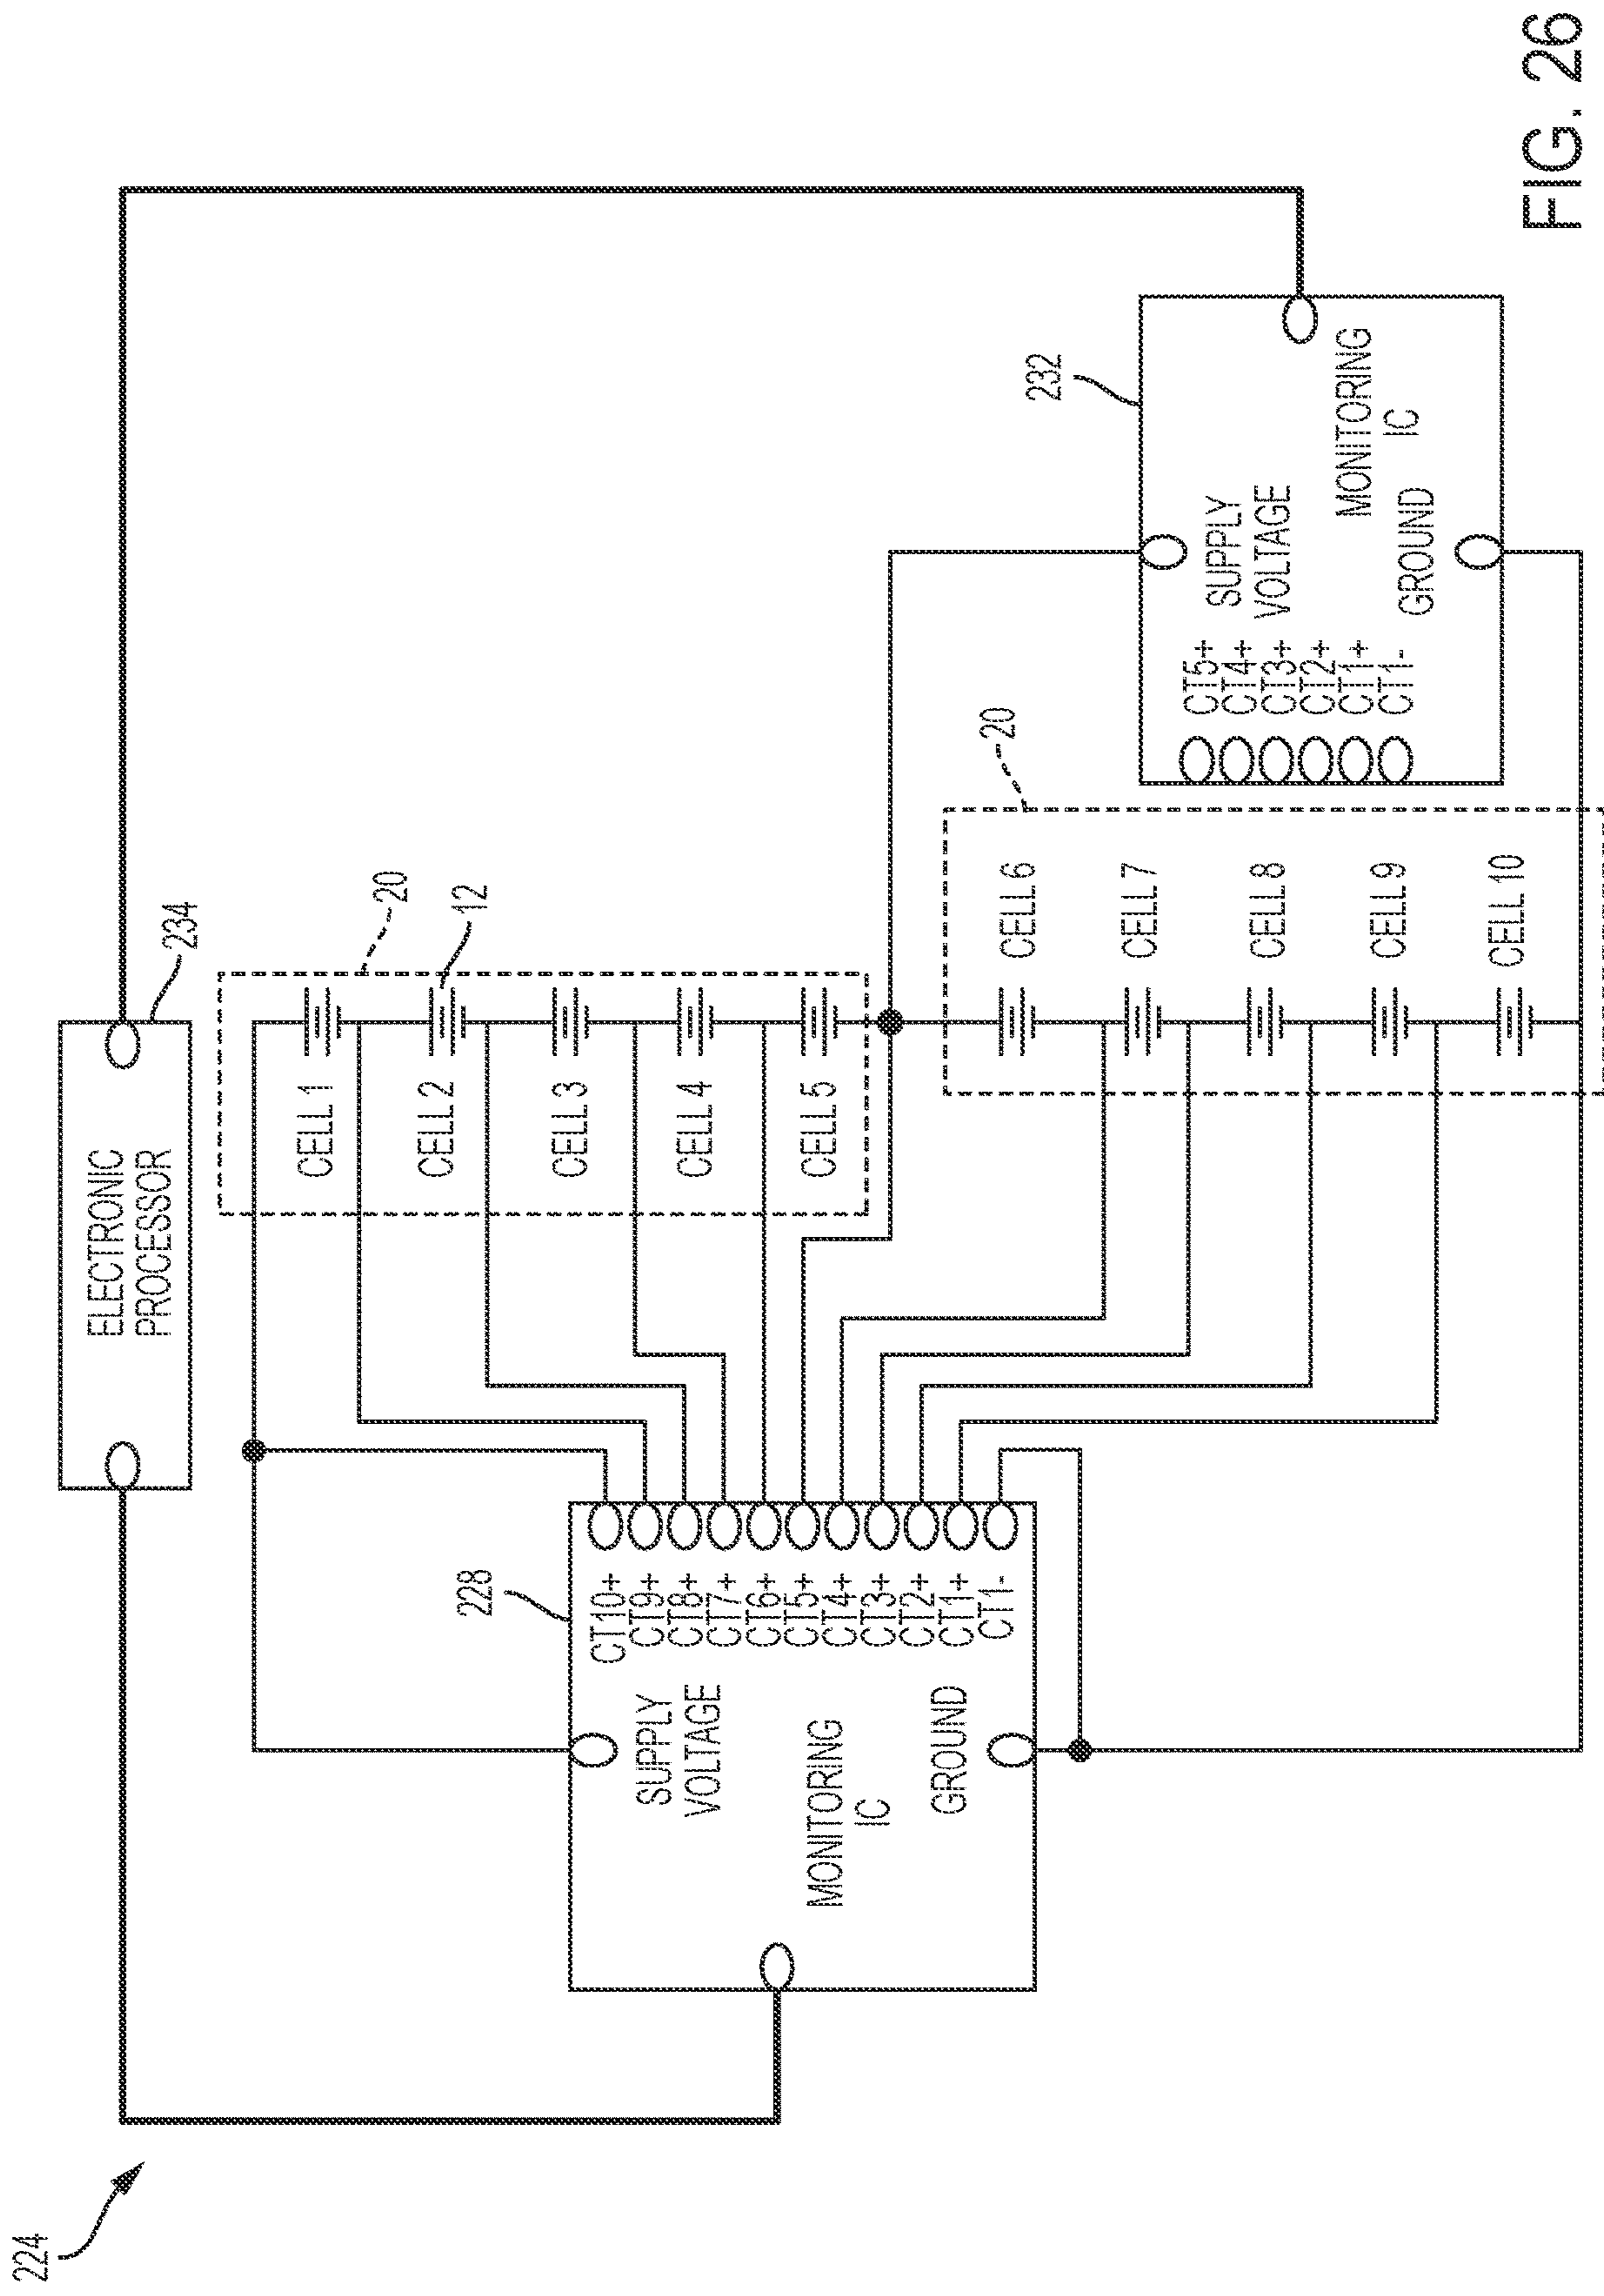 224
ELECTRONIC
PROCESSOR
234
228
SUPPLY
VOLTAGE
MONITORING
IC
GROUND
CT10+
CT9+
CT8+
CT7+
CT6+
CT5+
CT4+
CT3+
CT2+
CT1+
CT1-
CELL 1
CELL 2
CELL 3
CELL 4
CELL 5
20
12
CELL 6
CELL 7
CELL 8
CELL 9
CELL 10
20
232
CT5+
CT4+
CT3+
CT2+
CT1+
CT1-
SUPPLY
VOLTAGE
MONITORING
IC
GROUND
FIG. 26